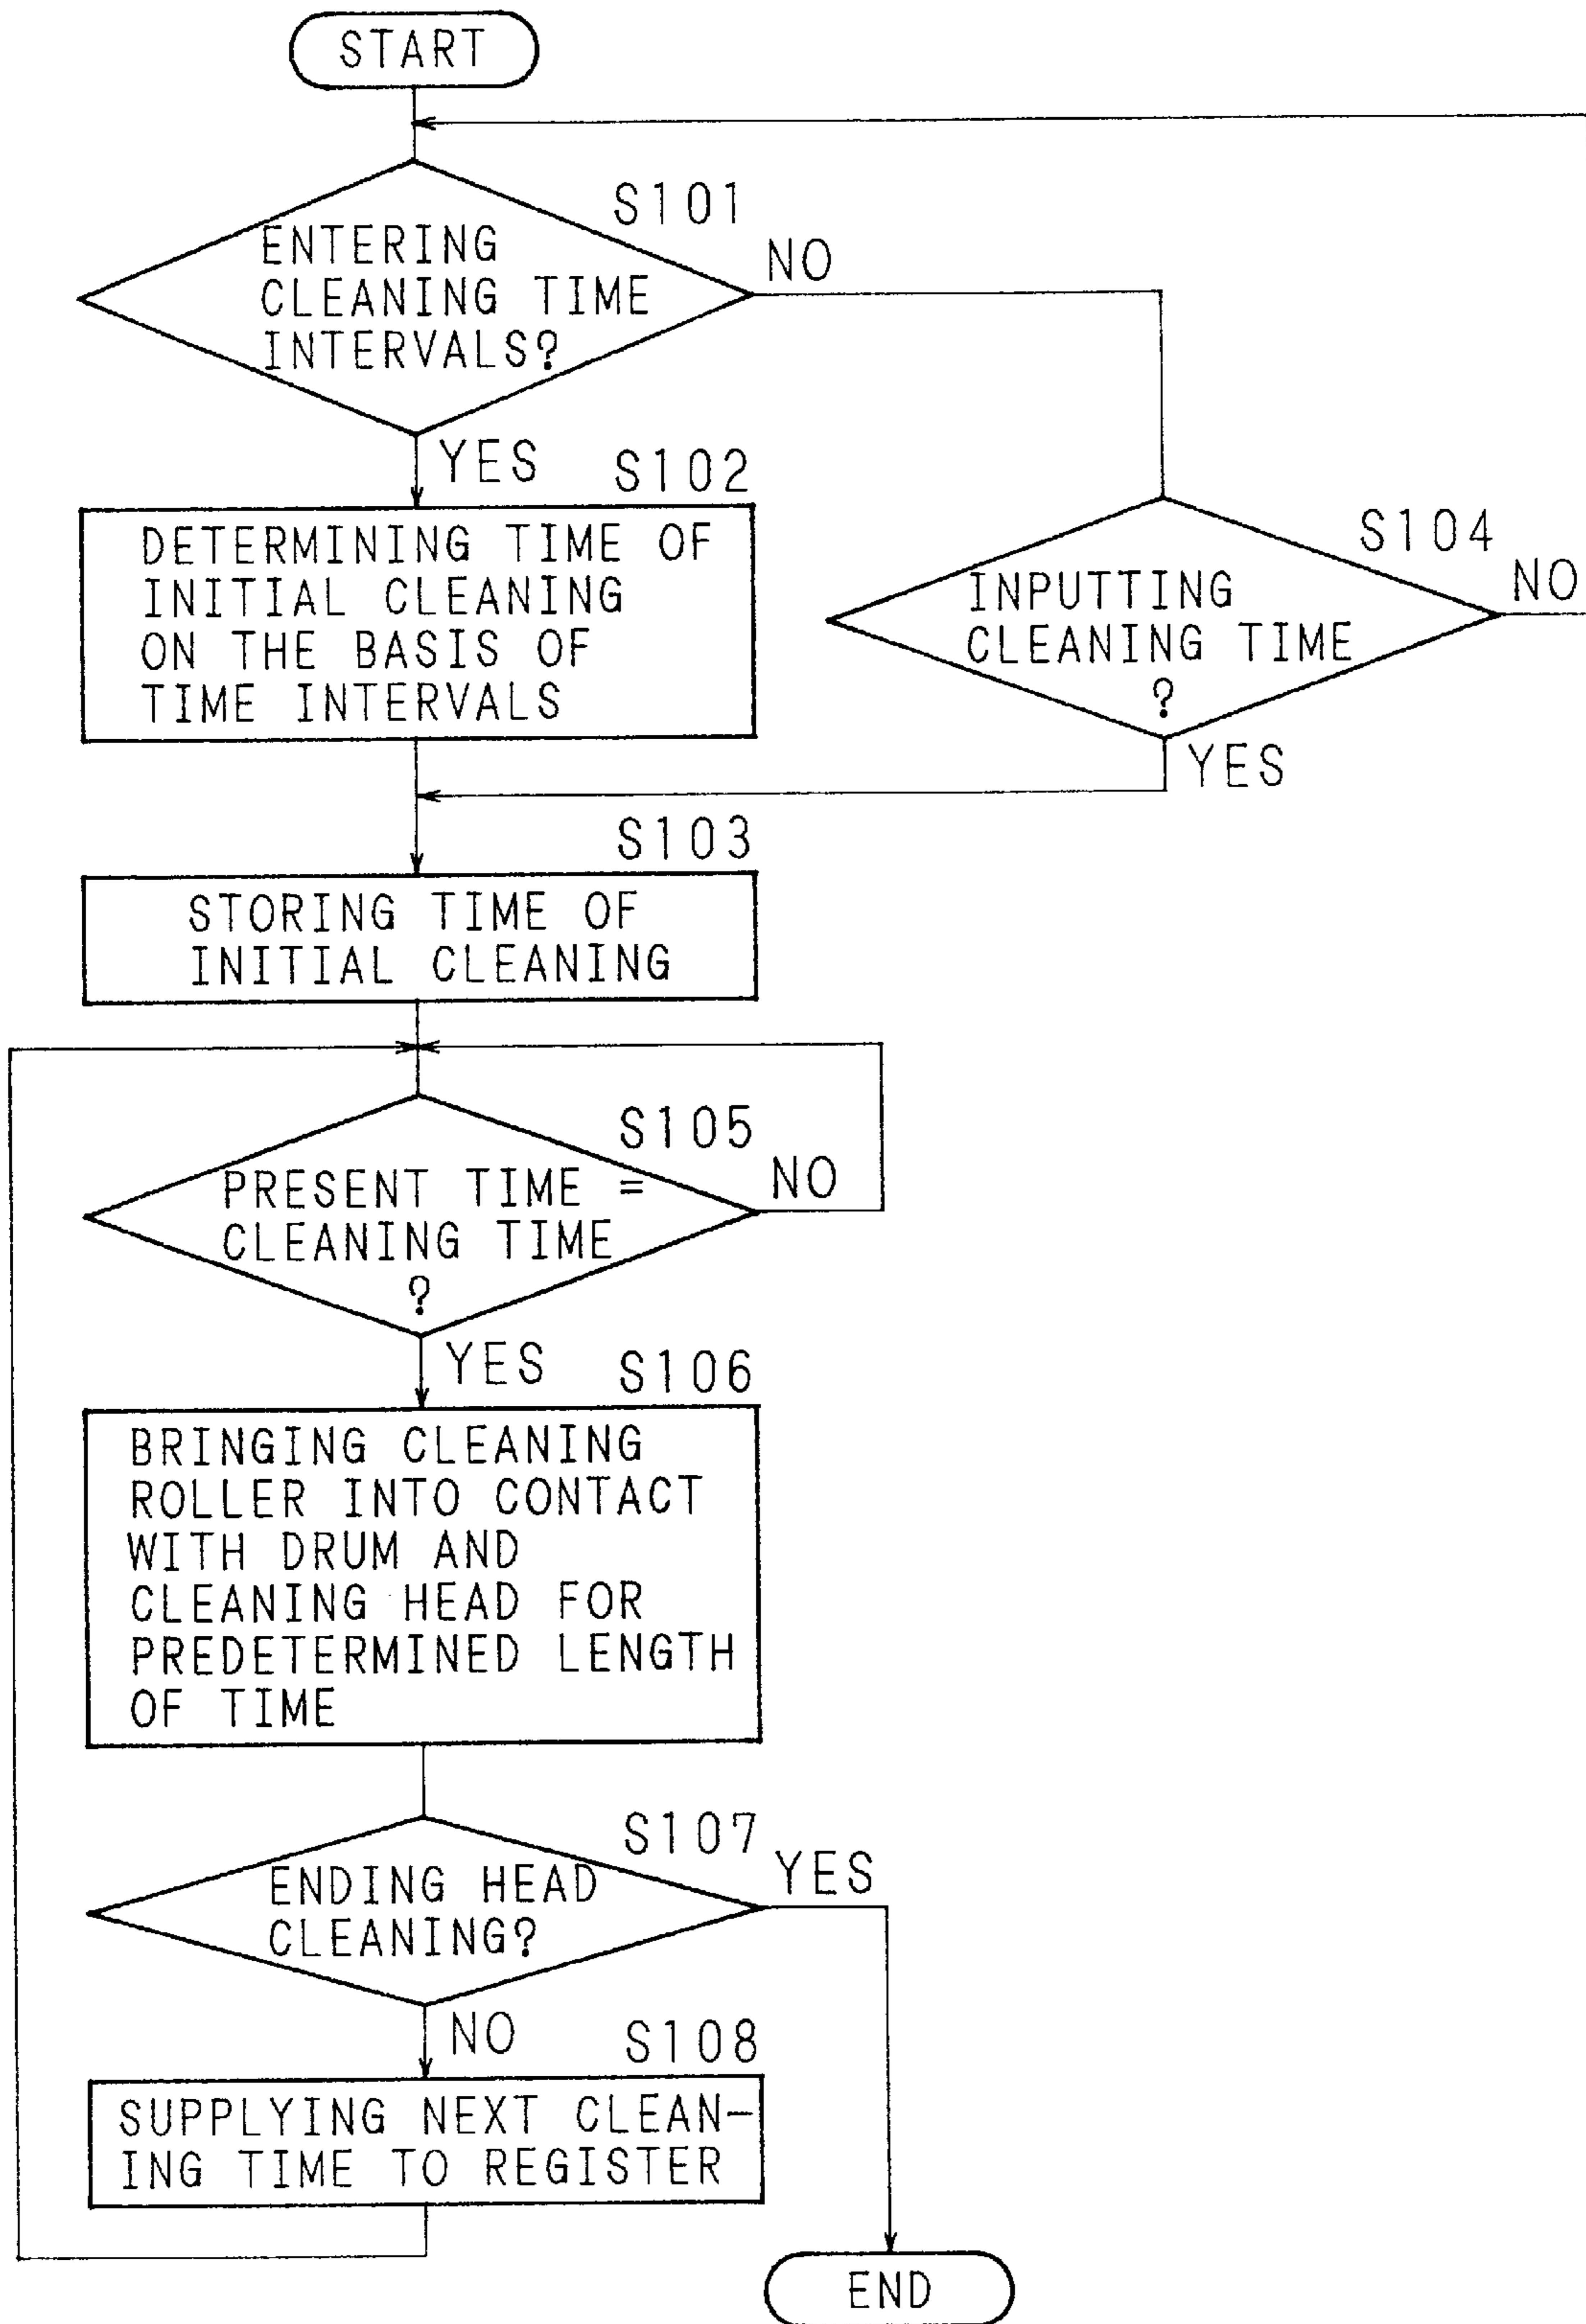 START
S101
ENTERING
CLEANING TIME
INTERVALS?
NO
YES
S102
DETERMINING TIME OF
INITIAL CLEANING
ON THE BASIS OF
TIME INTERVALS
S104
INPUTTING
CLEANING TIME
?
NO
YES
S103
STORING TIME OF
INITIAL CLEANING
S105
PRESENT TIME =
CLEANING TIME
?
NO
YES
S106
BRINGING CLEANING
ROLLER INTO CONTACT
WITH DRUM AND
CLEANING HEAD FOR
PREDETERMINED LENGTH
OF TIME
S107
ENDING HEAD
CLEANING?
YES
NO
S108
SUPPLYING NEXT CLEAN-
ING TIME TO REGISTER
END